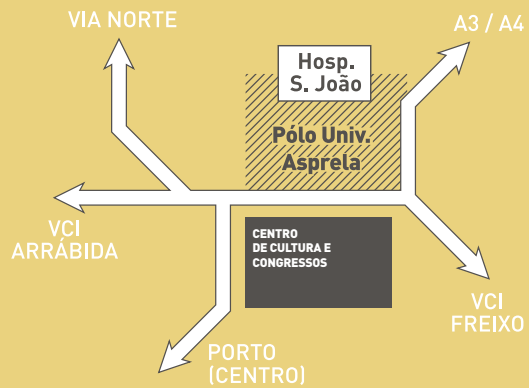 VIA NORTE
A3 / A4
Hosp.
S. João
Pólo Univ.
Asprela
VCI
ARRÁBIDA
CENTRO
DE CULTURA E
CONGRESSOS
VCI
FREIXO
PORTO
(CENTRO)